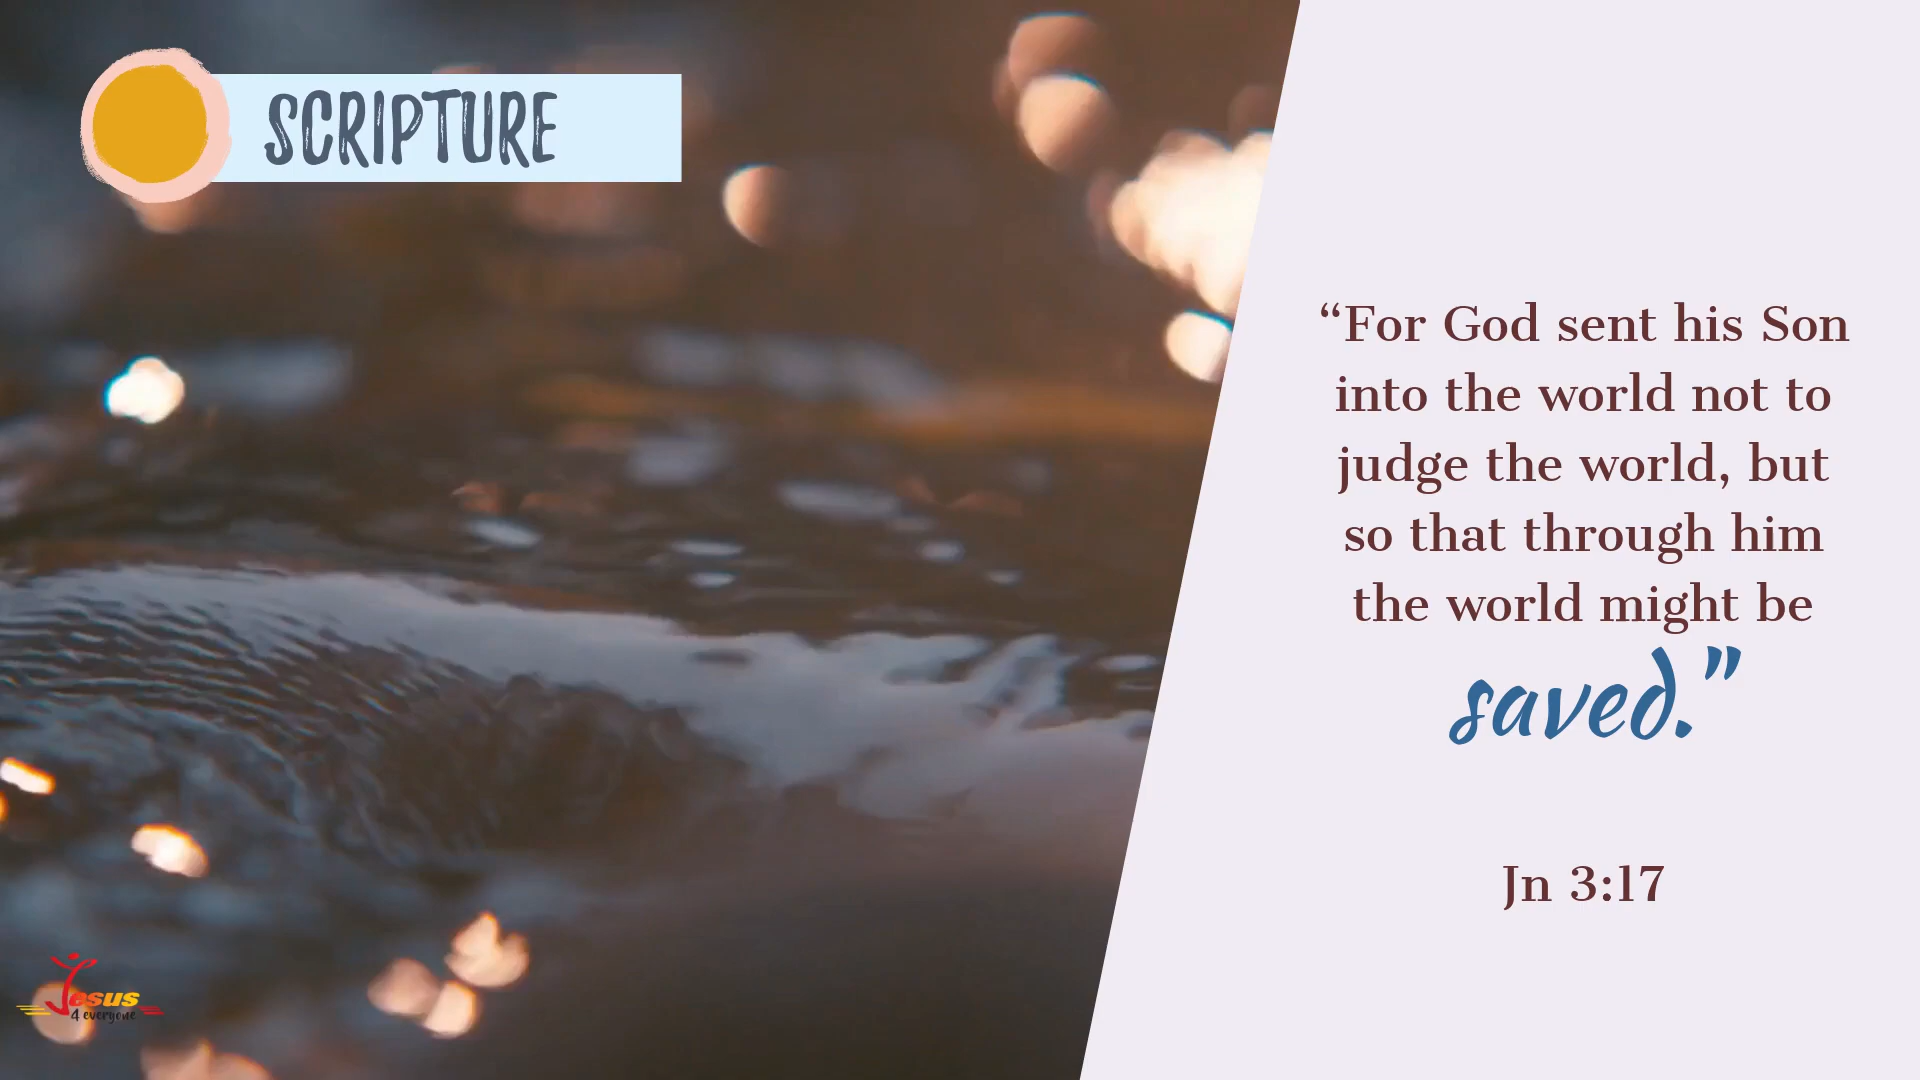 SCRIPTURE
“For God sent his Son
into the world not to
judge the world, but
so that through him
the world might be
saved.”
Jn 3:17
Jesus
4 everyone